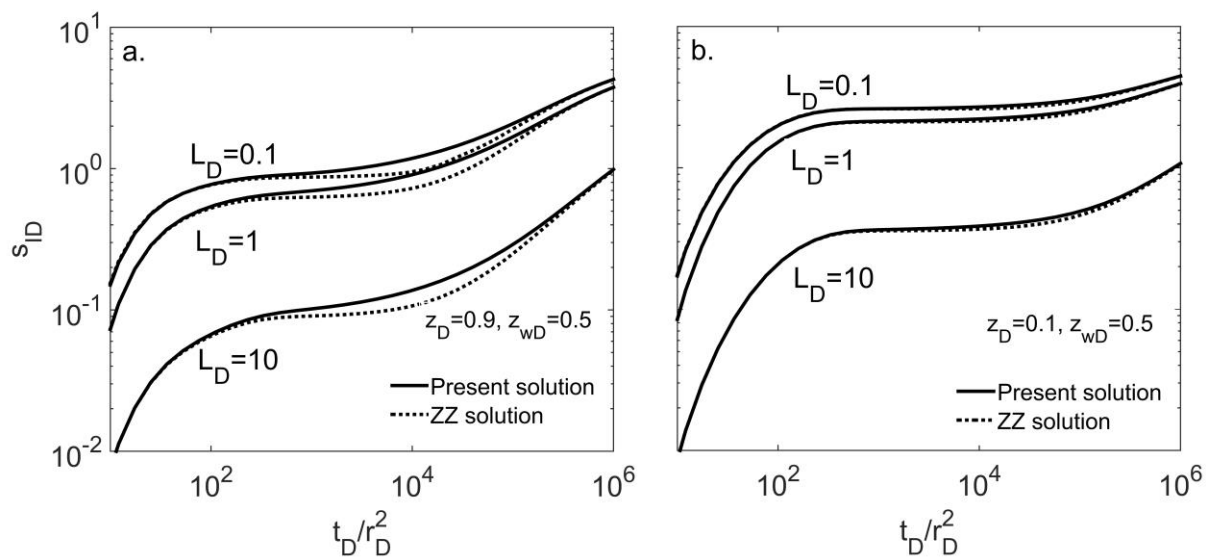 a.
s_ID
10^1
10^0
10^-1
10^-2
L_D=0.1
L_D=1
L_D=10
z_D=0.9, z_wD=0.5
Present solution
ZZ solution
10^2
10^4
10^6
t_D/r_D^2
b.
L_D=0.1
L_D=1
L_D=10
z_D=0.1, z_wD=0.5
Present solution
ZZ solution
10^2
10^4
10^6
t_D/r_D^2